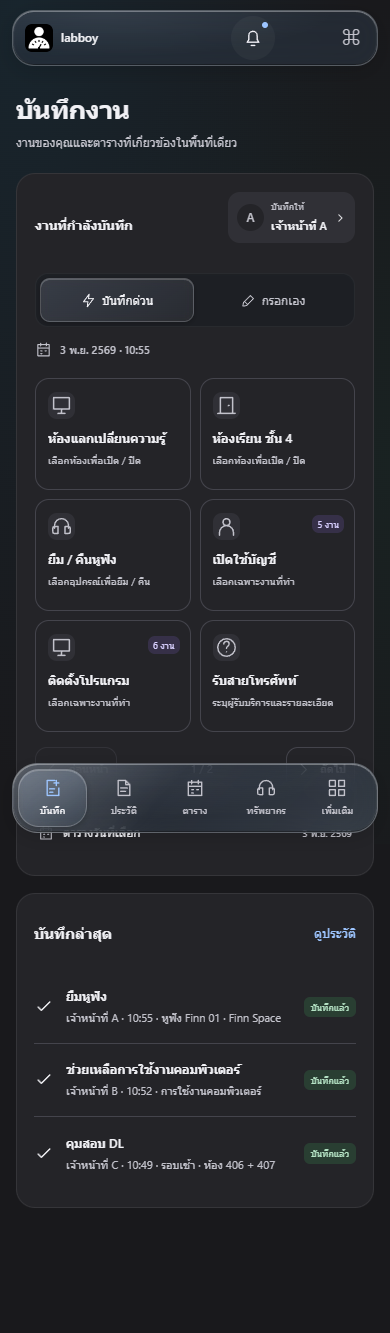 labboy
บันทึกงาน
งานของคุณและตารางที่เกี่ยวข้องในพื้นที่เดียว
งานที่กำลังบันทึก
A
บันทึกให้
เจ้าหน้าที่ A
บันทึกด่วน
กรอกเอง
3 พ.ย. 2569 · 10:55
ห้องแลกเปลี่ยนความรู้
เลือกห้องเพื่อเปิด / ปิด
ห้องเรียน ชั้น 4
เลือกห้องเพื่อเปิด / ปิด
ยืม / คืนหูฟัง
เลือกอุปกรณ์เพื่อยืม / คืน
5 งาน
เปิดใช้บัญชี
เลือกเฉพาะงานที่ทำ
6 งาน
ติดตั้งโปรแกรม
เลือกเฉพาะงานที่ทำ
รับสายโทรศัพท์
ระบุผู้รับบริการและรายละเอียด
1 / 2
ถัดไป
บันทึก
ประวัติ
ตาราง
ทรัพยากร
เพิ่มเติม
ตารางวันที่เลือก
3 พ.ย. 2569
บันทึกล่าสุด
ดูประวัติ
ยืมหูฟัง
เจ้าหน้าที่ A · 10:55 · หูฟัง Finn 01 · Finn Space
บันทึกแล้ว
ช่วยเหลือการใช้งานคอมพิวเตอร์
เจ้าหน้าที่ B · 10:52 · การใช้งานคอมพิวเตอร์
บันทึกแล้ว
คุมสอบ DL
เจ้าหน้าที่ C · 10:49 · รอบเช้า · ห้อง 406 + 407
บันทึกแล้ว